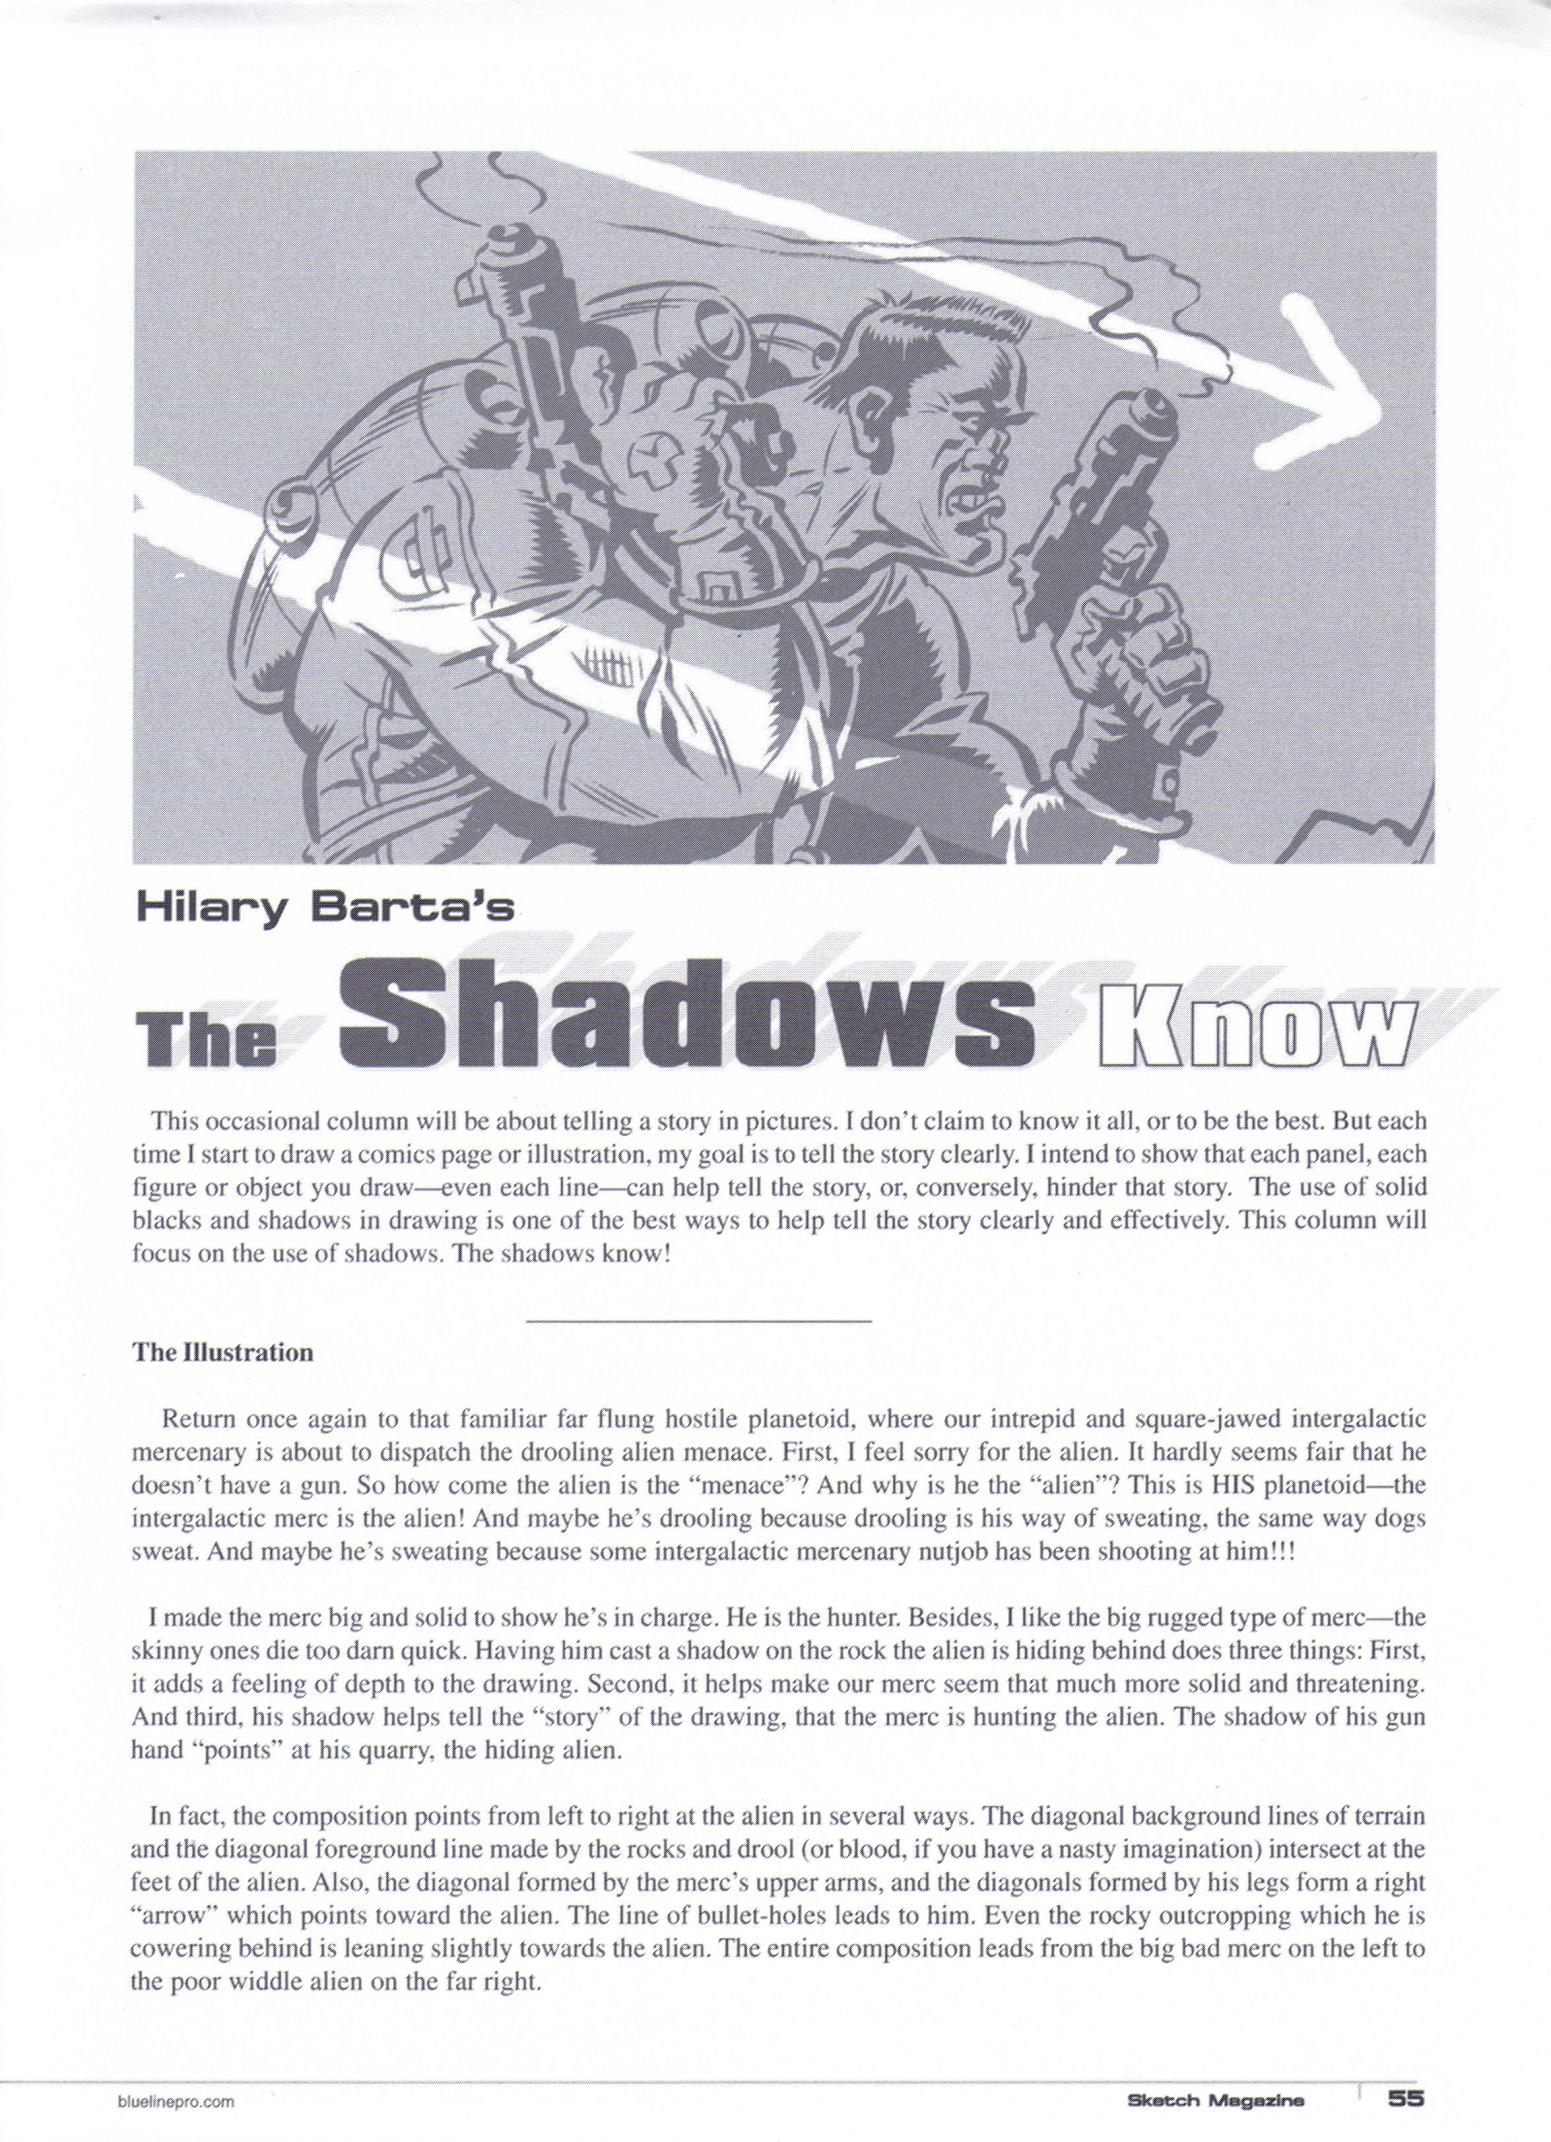 Hilary Barta's
The Shadows Know
This occasional column will be about telling a story in pictures. I don't claim to know it all, or to be the best. But each
time I start to draw a comics page or illustration, my goal is to tell the story clearly. I intend to show that each panel, each
figure or object you draw—even each line—can help tell the story, or, conversely, hinder that story. The use of solid
blacks and shadows in drawing is one of the best ways to help tell the story clearly and effectively. This column will
focus on the use of shadows. The shadows know!
The Illustration
Return once again to that familiar far flung hostile planetoid, where our intrepid and square-jawed intergalactic
mercenary is about to dispatch the drooling alien menace. First, I feel sorry for the alien. It hardly seems fair that he
doesn't have a gun. So how come the alien is the “menace”? And why is he the “alien”? This is HIS planetoid—the
intergalactic merc is the alien! And maybe he's drooling because drooling is his way of sweating, the same way dogs
sweat. And maybe he's sweating because some intergalactic mercenary nutjob has been shooting at him!!!
I made the merc big and solid to show he's in charge. He is the hunter. Besides, I like the big rugged type of merc—the
skinny ones die too darn quick. Having him cast a shadow on the rock the alien is hiding behind does three things: First,
it adds a feeling of depth to the drawing. Second, it helps make our merc seem that much more solid and threatening.
And third, his shadow helps tell the “story” of the drawing, that the merc is hunting the alien. The shadow of his gun
hand “points” at his quarry, the hiding alien.
In fact, the composition points from left to right at the alien in several ways. The diagonal background lines of terrain
and the diagonal foreground line made by the rocks and drool (or blood, if you have a nasty imagination) intersect at the
feet of the alien. Also, the diagonal formed by the merc's upper arms, and the diagonals formed by his legs form a right
“arrow” which points toward the alien. The line of bullet-holes leads to him. Even the rocky outcropping which he is
cowering behind is leaning slightly towards the alien. The entire composition leads from the big bad merc on the left to
the poor widdle alien on the far right.
bluelinepro.com
Sketch Magazine | 55